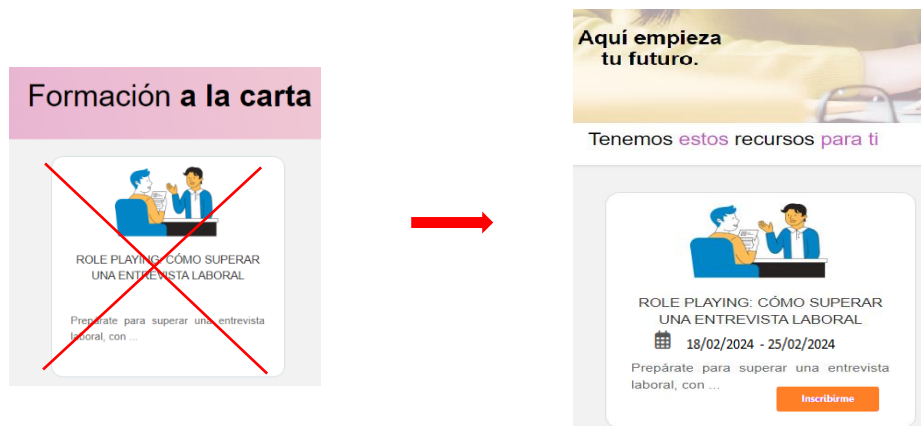 Formación a la carta
ROLE PLAYING: CÓMO SUPERAR
UNA ENTREVISTA LABORAL
Prepárate para superar una entrevista
laboral, con ...
Aquí empieza
tu futuro.
Tenemos estos recursos para ti
ROLE PLAYING: CÓMO SUPERAR
UNA ENTREVISTA LABORAL
18/02/2024 - 25/02/2024
Prepárate para superar una entrevista
laboral, con ...
Inscribirme